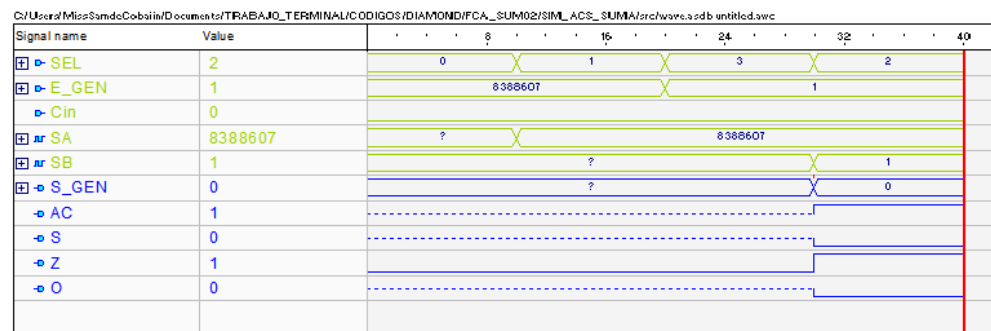 C:/Users/MissSamdeCobaiin/Documents/TRABAJO_TERMINAL/CODIGOS/DIAMOND/FCA_SUM02/SIM_ACS_SUMA/src/wave.asdb untitled.awc
Signal name Value 8 16 24 32 40
SEL 2 0 1 3 2
E_GEN 1 8388607 1
Cin 0
SA 8388607 ? 8388607
SB 1 ? 1
S_GEN 0 ? 0
AC 1
S 0
Z 1
O 0